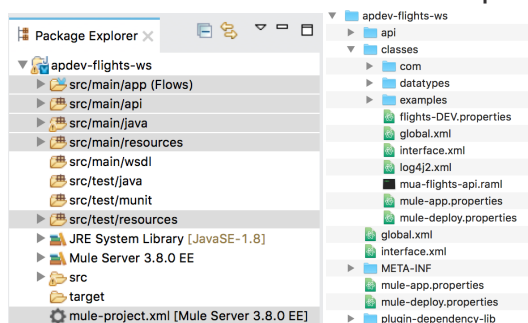 Package Explorer
apdev-flights-ws
src/main/app (Flows)
src/main/api
src/main/java
src/main/resources
src/main/wsdl
src/test/java
src/test/munit
src/test/resources
JRE System Library [JavaSE-1.8]
Mule Server 3.8.0 EE
src
target
mule-project.xml [Mule Server 3.8.0 EE]
apdev-flights-ws
api
classes
com
datatypes
examples
flights-DEV.properties
global.xml
interface.xml
log4j2.xml
mua-flights-api.raml
mule-app.properties
mule-deploy.properties
global.xml
interface.xml
META-INF
mule-app.properties
mule-deploy.properties
plugin-dependency-lib